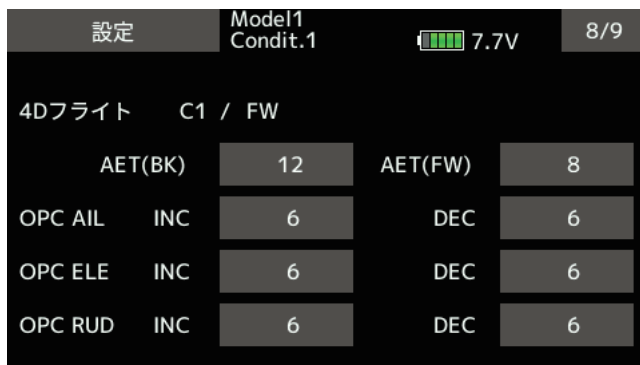 設定 Model1 Condit.1 7.7V 8/9
4Dフライト C1 / FW
AET(BK) 12 AET(FW) 8
OPC AIL INC 6 DEC 6
OPC ELE INC 6 DEC 6
OPC RUD INC 6 DEC 6